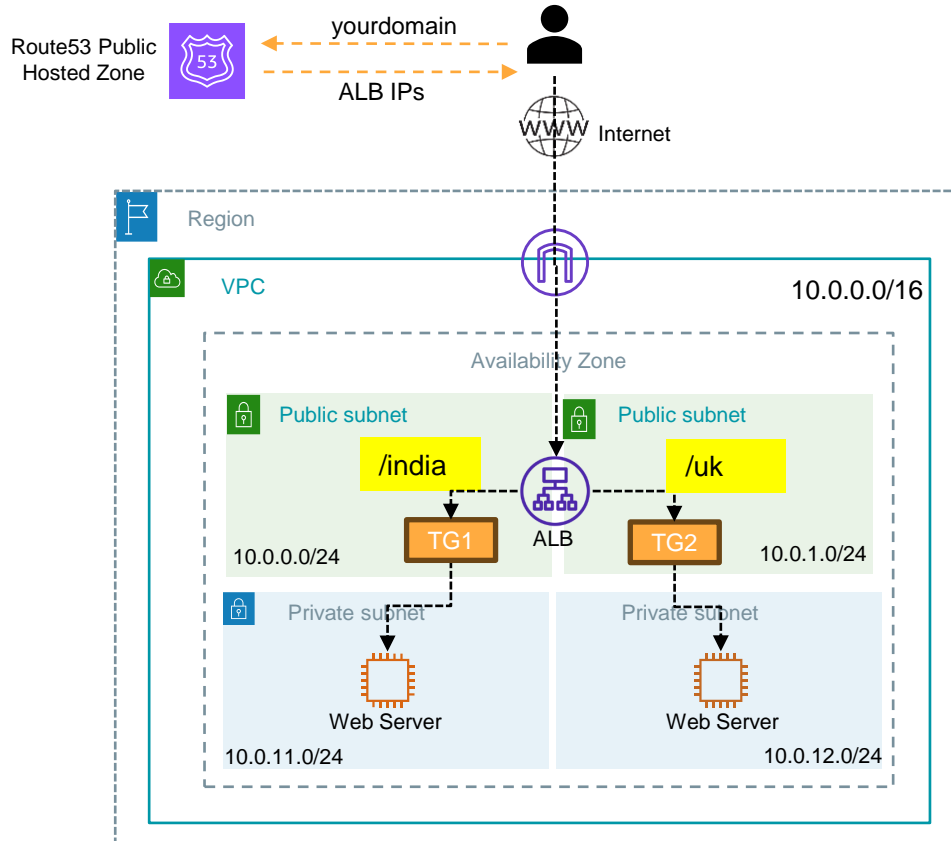 yourdomain
Route53 Public
Hosted Zone
53
ALB IPs
WWW
Internet
Region
VPC
10.0.0.0/16
Availability Zone
Public subnet
Public subnet
/india
/uk
TG1
ALB
TG2
10.0.0.0/24
10.0.1.0/24
Private subnet
Private subnet
Web Server
Web Server
10.0.11.0/24
10.0.12.0/24